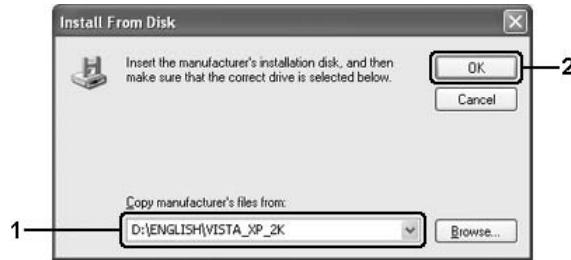 Install From Disk
Insert the manufacturer's installation disk, and then
make sure that the correct drive is selected below.
OK
2
Cancel
Copy manufacturer's files from:
1
D:\ENGLISH\VISTA_XP_2K
Browse...